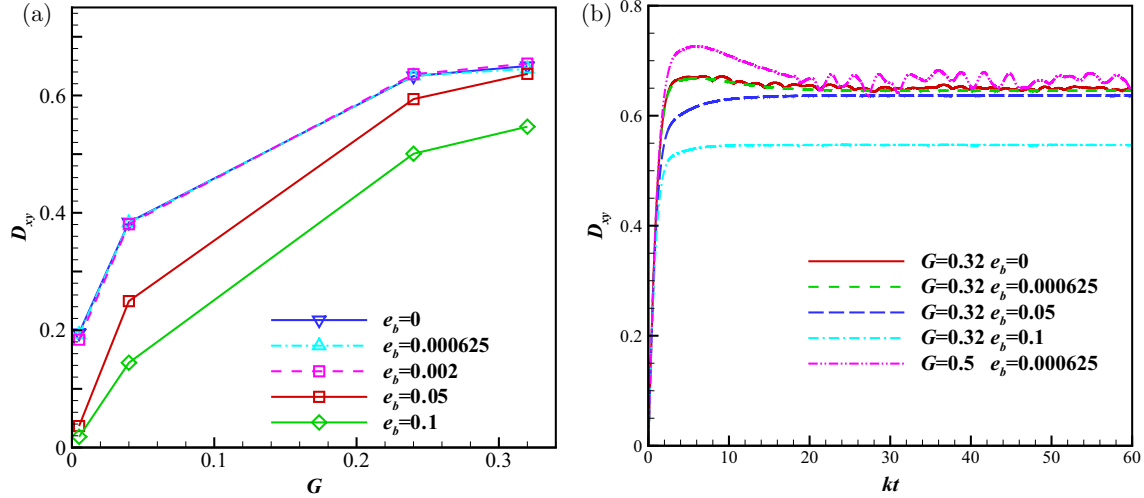 (a)
D_xy
0.6
0.4
0.2
0
0 0.1 0.2 0.3
G
e_b=0
e_b=0.000625
e_b=0.002
e_b=0.05
e_b=0.1
(b)
D_xy
0.8
0.6
0.4
0.2
0
0 10 20 30 40 50 60
kt
G=0.32 e_b=0
G=0.32 e_b=0.000625
G=0.32 e_b=0.05
G=0.32 e_b=0.1
G=0.5 e_b=0.000625